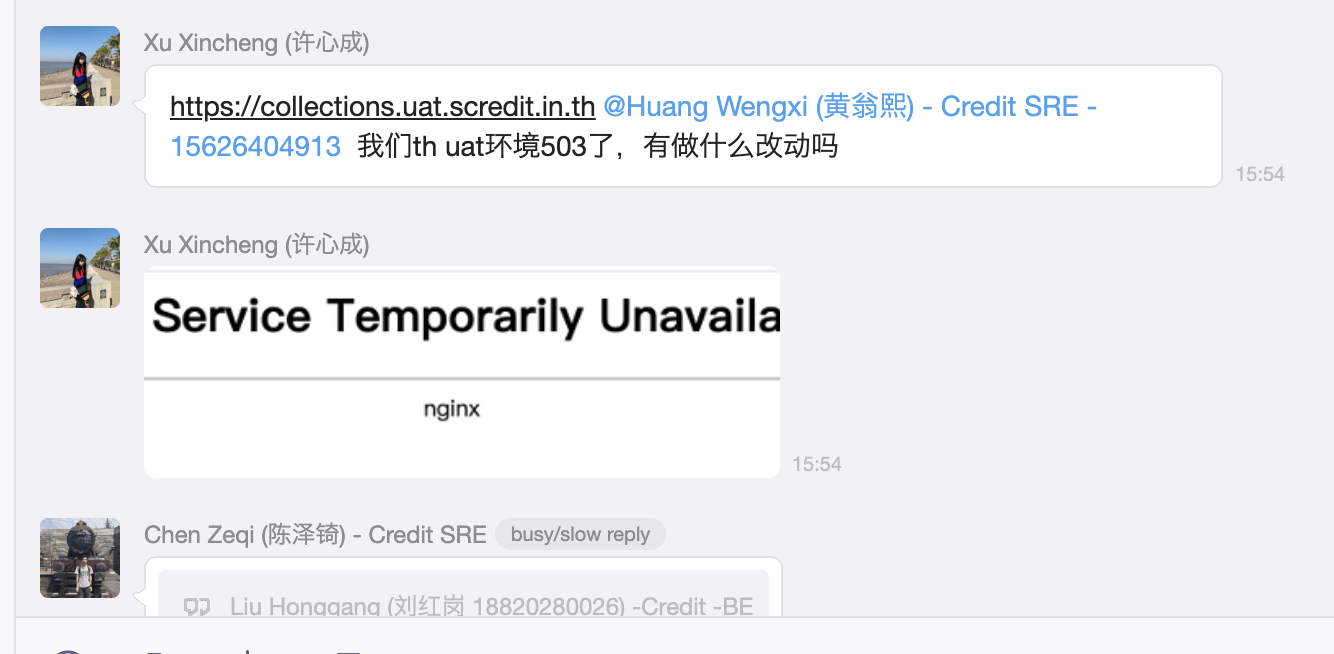 Xu Xincheng (许心成)
https://collections.uat.scredit.in.th @Huang Wengxi (黄翁熙) - Credit SRE -
15626404913 我们th uat环境503了，有做什么改动吗
15:54
Xu Xincheng (许心成)
Service Temporarily Unavaila
nginx
15:54
Chen Zeqi (陈泽锜) - Credit SRE busy/slow reply
Liu Honggang (刘红岗 18820280026) -Credit -BE